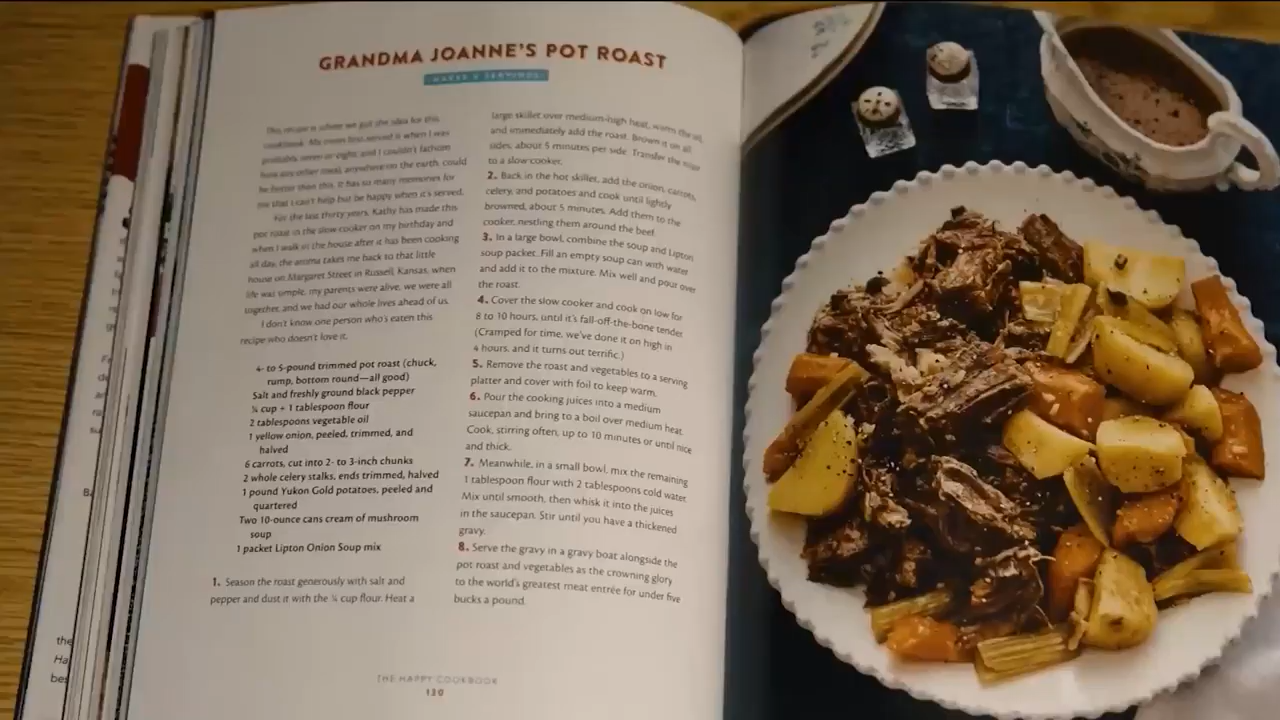 GRANDMA JOANNE'S POT ROAST
MAKES 8 SERVINGS
This recipe is where we got the idea for this
cookbook. My mom first served it when I was
probably seven or eight, and I couldn't fathom
how any other meal, anywhere on the earth, could
be better than this. It has so many memories for
me that I can't help but be happy when it's served.
For the last thirty years, Kathy has made this
pot roast in the slow cooker on my birthday and
when I walk in the house after it has been cooking
all day, the aroma takes me back to that little
house on Margaret Street in Russell, Kansas, when
life was simple, my parents were alive, we were all
together, and we had our whole lives ahead of us.
I don't know one person who's eaten this
recipe who doesn't love it.
4- to 5-pound trimmed pot roast (chuck,
rump, bottom round—all good)
Salt and freshly ground black pepper
¼ cup + 1 tablespoon flour
2 tablespoons vegetable oil
1 yellow onion, peeled, trimmed, and
halved
6 carrots, cut into 2- to 3-inch chunks
2 whole celery stalks, ends trimmed, halved
1 pound Yukon Gold potatoes, peeled and
quartered
Two 10-ounce cans cream of mushroom
soup
1 packet Lipton Onion Soup mix
1. Season the roast generously with salt and
pepper and dust it with the ¼ cup flour. Heat a
large skillet over medium-high heat, warm the oil,
and immediately add the roast. Brown it on all
sides, about 5 minutes per side. Transfer the roast
to a slow cooker.
2. Back in the hot skillet, add the onion, carrots,
celery, and potatoes and cook until lightly
browned, about 5 minutes. Add them to the
cooker, nestling them around the beef.
3. In a large bowl, combine the soup and Lipton
soup packet. Fill an empty soup can with water
and add it to the mixture. Mix well and pour over
the roast.
4. Cover the slow cooker and cook on low for
8 to 10 hours, until it's fall-off-the-bone tender
(Cramped for time, we've done it on high in
4 hours, and it turns out terrific.)
5. Remove the roast and vegetables to a serving
platter and cover with foil to keep warm.
6. Pour the cooking juices into a medium
saucepan and bring to a boil over medium heat.
Cook, stirring often, up to 10 minutes or until nice
and thick.
7. Meanwhile, in a small bowl, mix the remaining
1 tablespoon flour with 2 tablespoons cold water.
Mix until smooth, then whisk it into the juices
in the saucepan. Stir until you have a thickened
gravy.
8. Serve the gravy in a gravy boat alongside the
pot roast and vegetables as the crowning glory
to the world's greatest meat entrée for under five
bucks a pound.
THE HAPPY COOKBOOK
130
the
Ha
bes